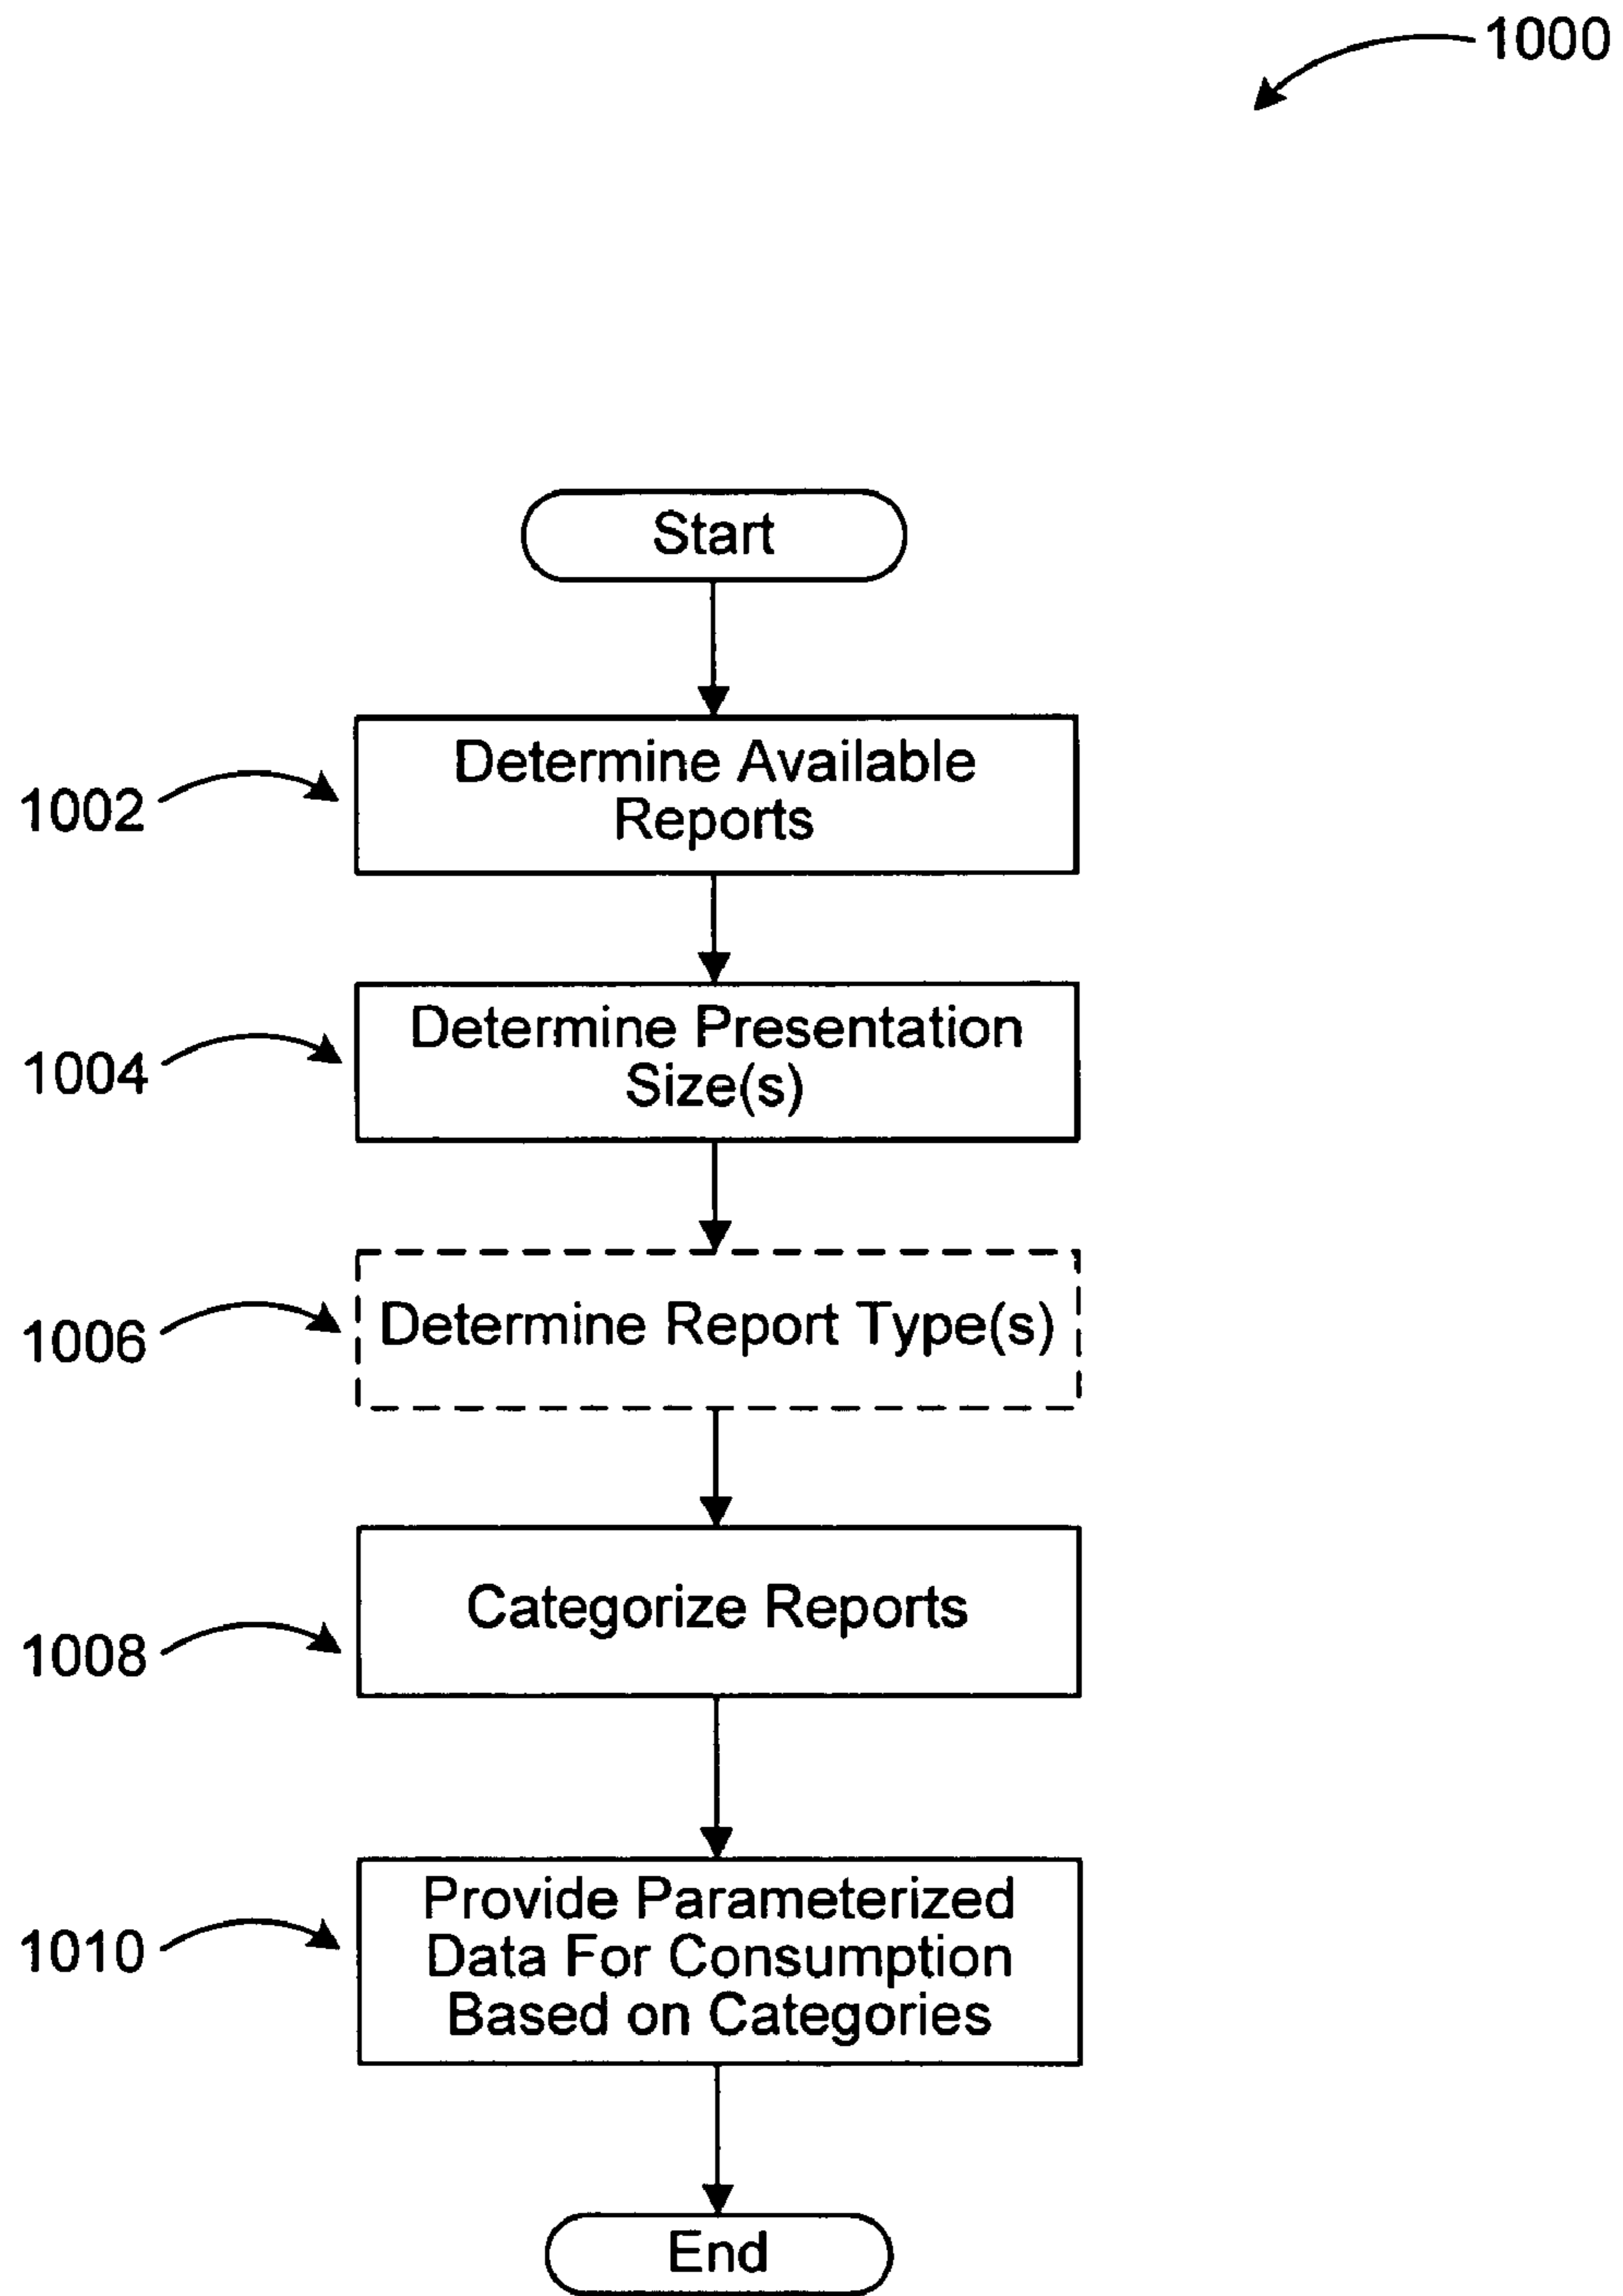 1000
Start
Determine Available
Reports
1002
Determine Presentation
Size(s)
1004
Determine Report Type(s)
1006
Categorize Reports
1008
Provide Parameterized
Data For Consumption
Based on Categories
1010
End